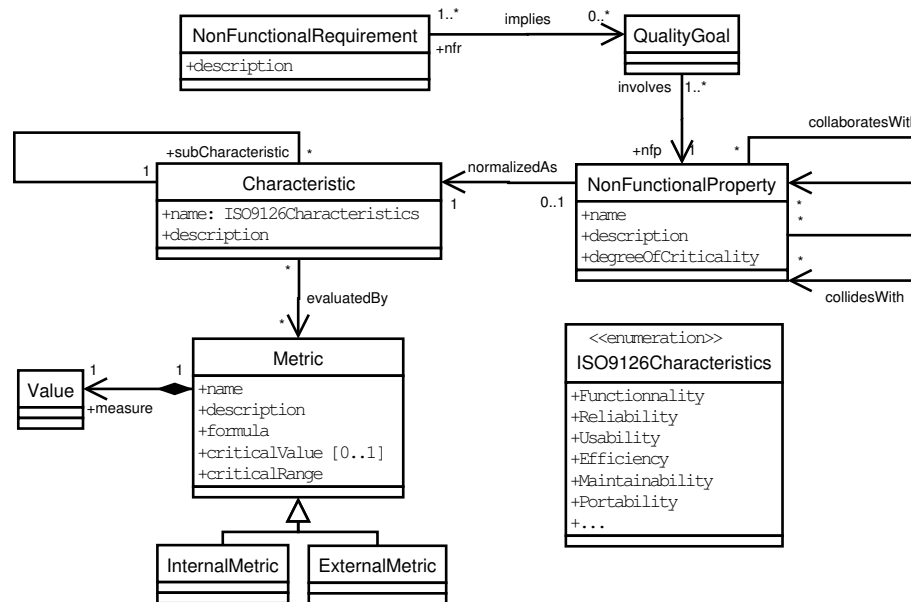 1..*
implies
0..*
NonFunctionalRequirement
QualityGoal
+nfr
+description
involves
1..*
collaboratesWith
+subCharacteristic
*
+nfp
1
*
1
normalizedAs
Characteristic
NonFunctionalProperty
1
0..1
*
+name: ISO9126Characteristics
+name
*
+description
+description
*
+degreeOfCriticality
*
evaluatedBy
collidesWith
*
<<enumeration>>
Metric
ISO9126Characteristics
1
1
Value
+name
+Functionnality
+measure
+description
+Reliability
+formula
+Usability
+criticalValue [0..1]
+Efficiency
+criticalRange
+Maintainability
+Portability
+...
InternalMetric
ExternalMetric